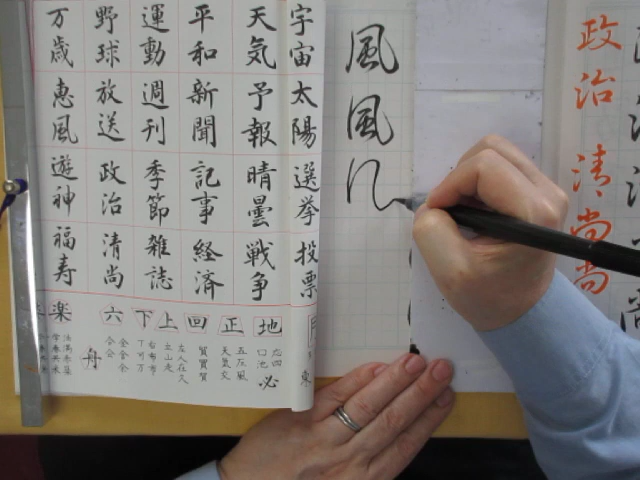 政治 清尚尚
風風
宇宙 太陽 選挙 投票
天気 予報 晴曇 戦争
平和 新聞 記事 経済
運動 週刊 季節 雑誌
野球 放送 政治 清尚
万歳 恵風 遊神 福寿
地
必
正
回
上
下
六
舟
楽